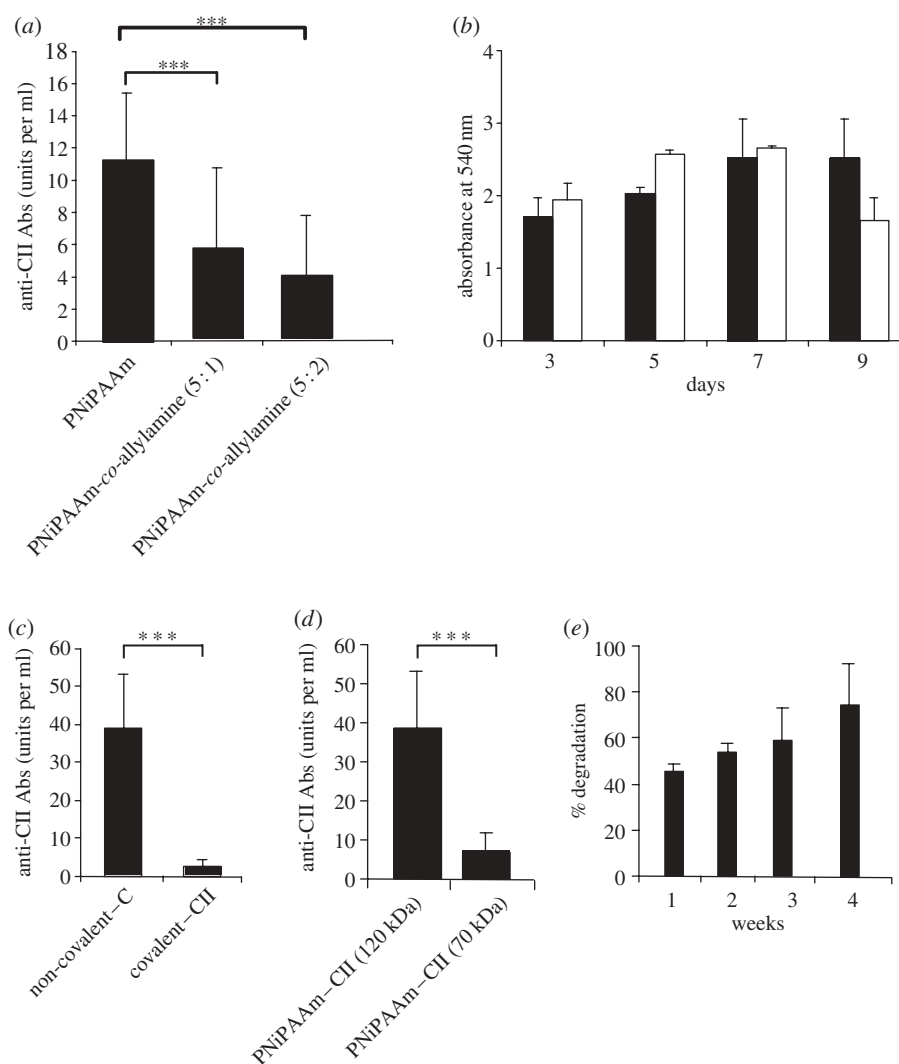 (a)
***
***
anti-CII Abs (units per ml)
18
16
14
12
10
8
6
4
2
0
PNiPAAm
PNiPAAm-co-allylamine (5:1)
PNiPAAm-co-allylamine (5:2)
(b)
absorbance at 540 nm
4
3
2
1
0
3 5 7 9
days
(c)
***
anti-CII Abs (units per ml)
60
50
40
30
20
10
0
non-covalent–C
covalent–CII
(d)
***
anti-CII Abs (units per ml)
60
50
40
30
20
10
0
PNiPAAm–CII (120 kDa)
PNiPAAm–CII (70 kDa)
(e)
% degradation
100
80
60
40
20
0
1 2 3 4
weeks